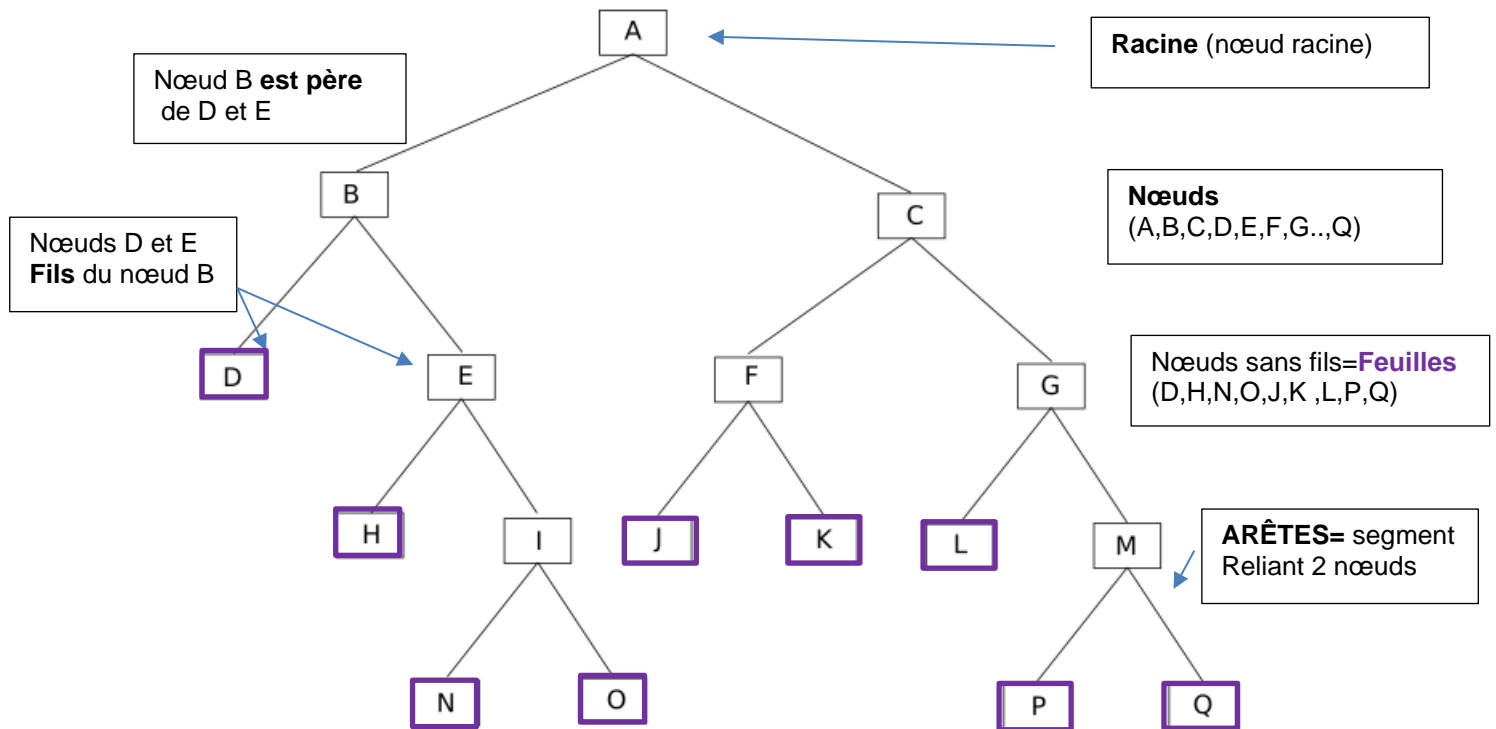 A
Racine (nœud racine)
Nœud B est père
de D et E
B
C
Nœuds
(A,B,C,D,E,F,G..,Q)
Nœuds D et E
Fils du nœud B
D
E
F
G
Nœuds sans fils=Feuilles
(D,H,N,O,J,K ,L,P,Q)
H
I
J
K
L
M
ARÊTES= segment
Reliant 2 nœuds
N
O
P
Q